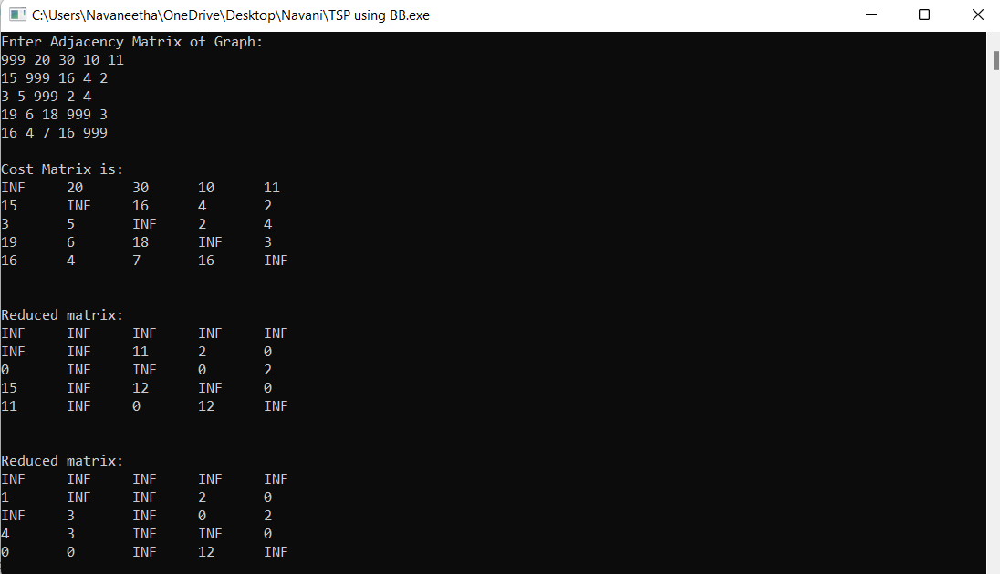 C:\Users\Navaneetha\OneDrive\Desktop\Navani\TSP using BB.exe
Enter Adjacency Matrix of Graph:
999 20 30 10 11
15 999 16 4 2
3 5 999 2 4
19 6 18 999 3
16 4 7 16 999
Cost Matrix is:
INF 20 30 10 11
15 INF 16 4 2
3 5 INF 2 4
19 6 18 INF 3
16 4 7 16 INF
Reduced matrix:
INF INF INF INF INF
INF INF 11 2 0
0 INF INF 0 2
15 INF 12 INF 0
11 INF 0 12 INF
Reduced matrix:
INF INF INF INF INF
1 INF INF 2 0
INF 3 INF 0 2
4 3 INF INF 0
0 0 INF 12 INF